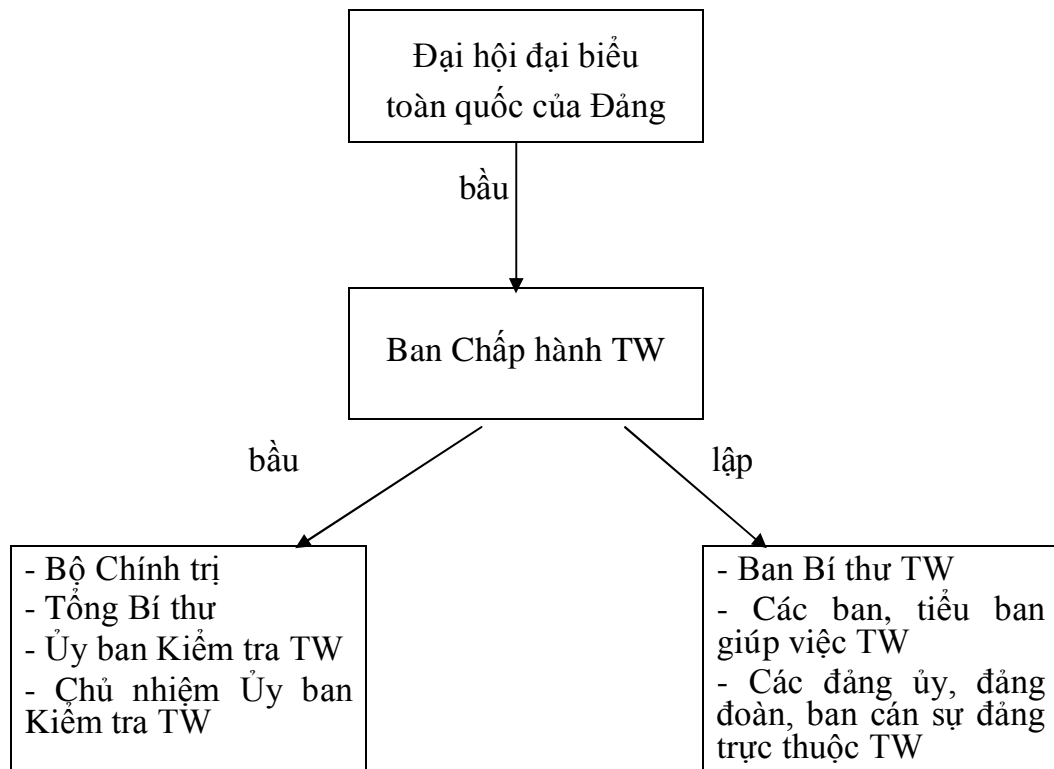 Đại hội đại biểu
toàn quốc của Đảng
bầu
Ban Chấp hành TW
bầu
lập
- Bộ Chính trị
- Tổng Bí thư
- Ủy ban Kiểm tra TW
- Chủ nhiệm Ủy ban
Kiểm tra TW
- Ban Bí thư TW
- Các ban, tiểu ban
giúp việc TW
- Các đảng ủy, đảng
đoàn, ban cán sự đảng
trực thuộc TW